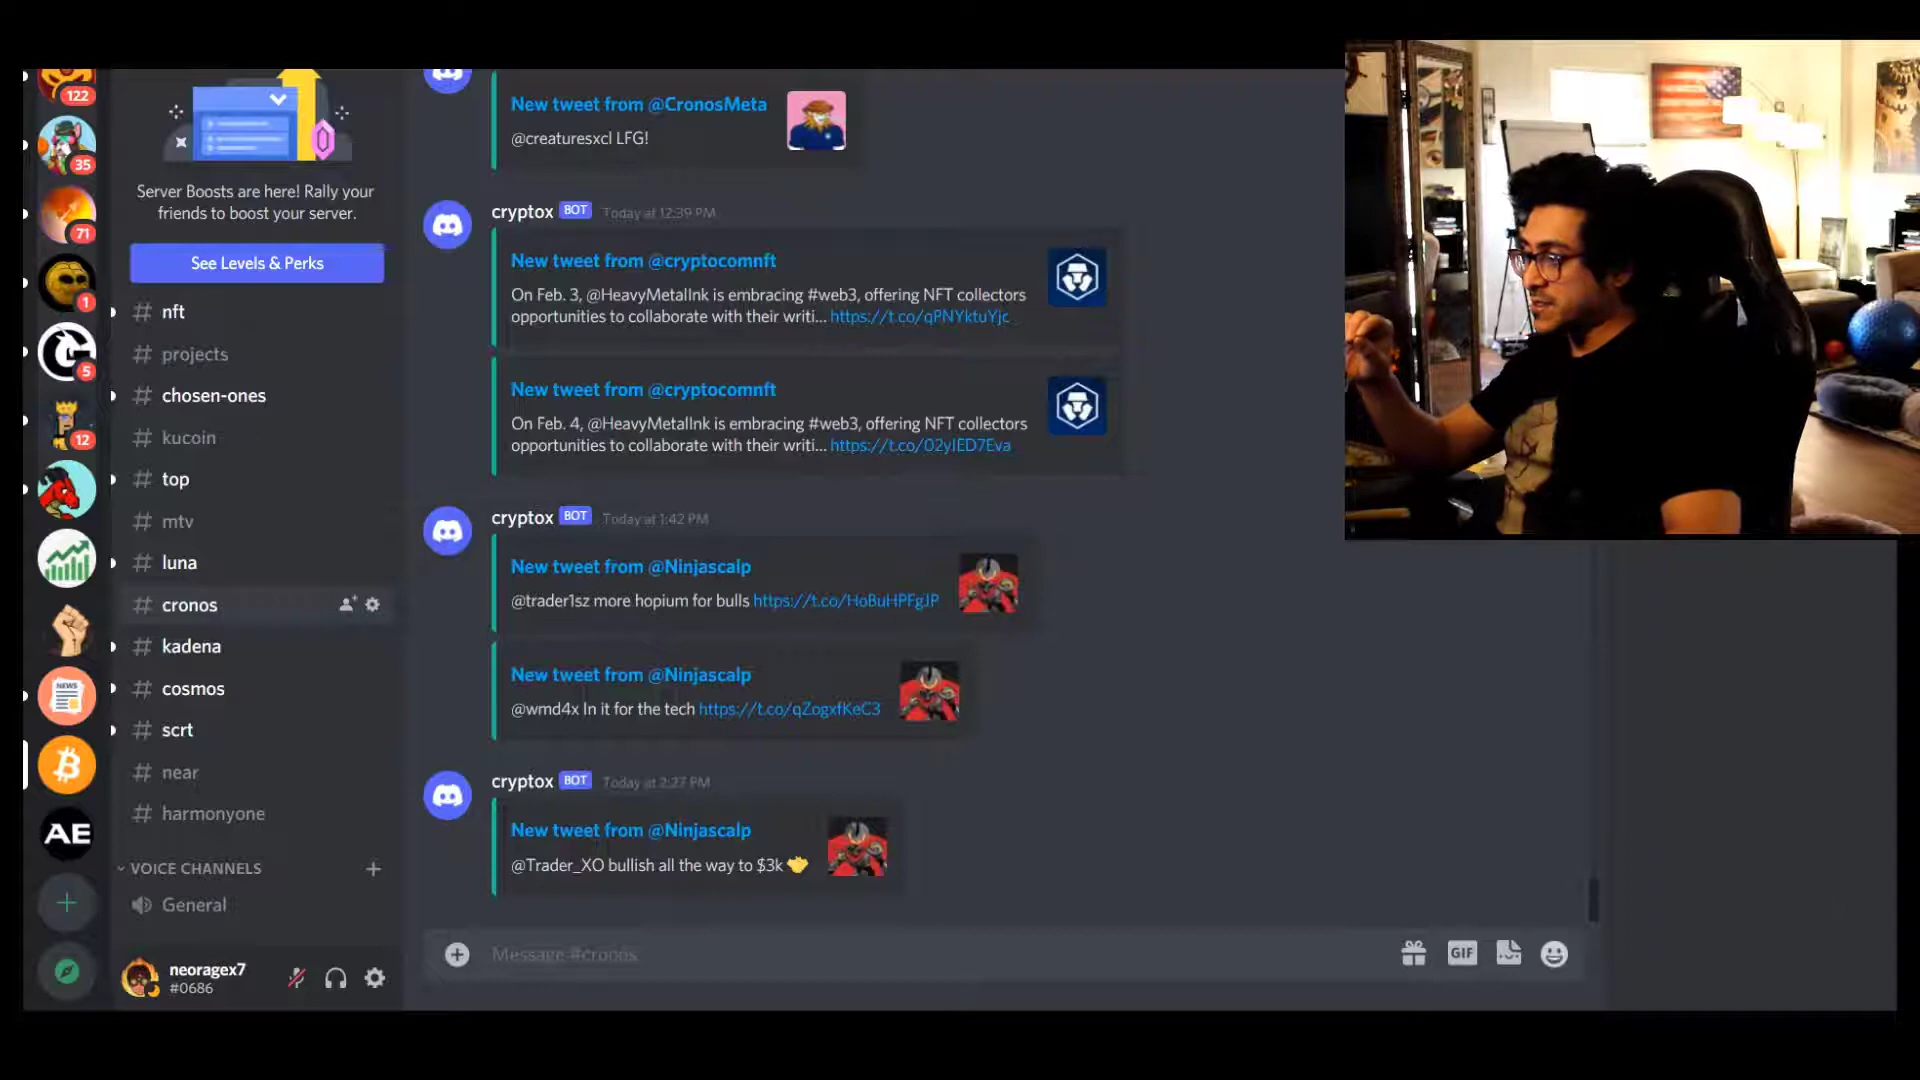 122
35
71
1
5
12
NEWS
AE
Server Boosts are here! Rally your
friends to boost your server.
See Levels & Perks
# nft
# projects
# chosen-ones
# kucoin
# top
# mtv
# luna
# cronos
# kadena
# cosmos
# scrt
# near
# harmonyone
VOICE CHANNELS
General
neoragex7
#0686
New tweet from @CronosMeta
@creaturesxcl LFG!
cryptox BOT Today at 12:39 PM
New tweet from @cryptocomnft
On Feb. 3, @HeavyMetalInk is embracing #web3, offering NFT collectors
opportunities to collaborate with their writi... https://t.co/qPNYktuYjc
New tweet from @cryptocomnft
On Feb. 4, @HeavyMetalInk is embracing #web3, offering NFT collectors
opportunities to collaborate with their writi... https://t.co/02yIED7Eva
cryptox BOT Today at 1:42 PM
New tweet from @Ninjascalp
@trader1sz more hopium for bulls https://t.co/HoBuHPFgJP
New tweet from @Ninjascalp
@wmd4x In it for the tech https://t.co/qZogxfKeC3
cryptox BOT Today at 2:27 PM
New tweet from @Ninjascalp
@Trader_XO bullish all the way to $3k
Message #cronos
GIF